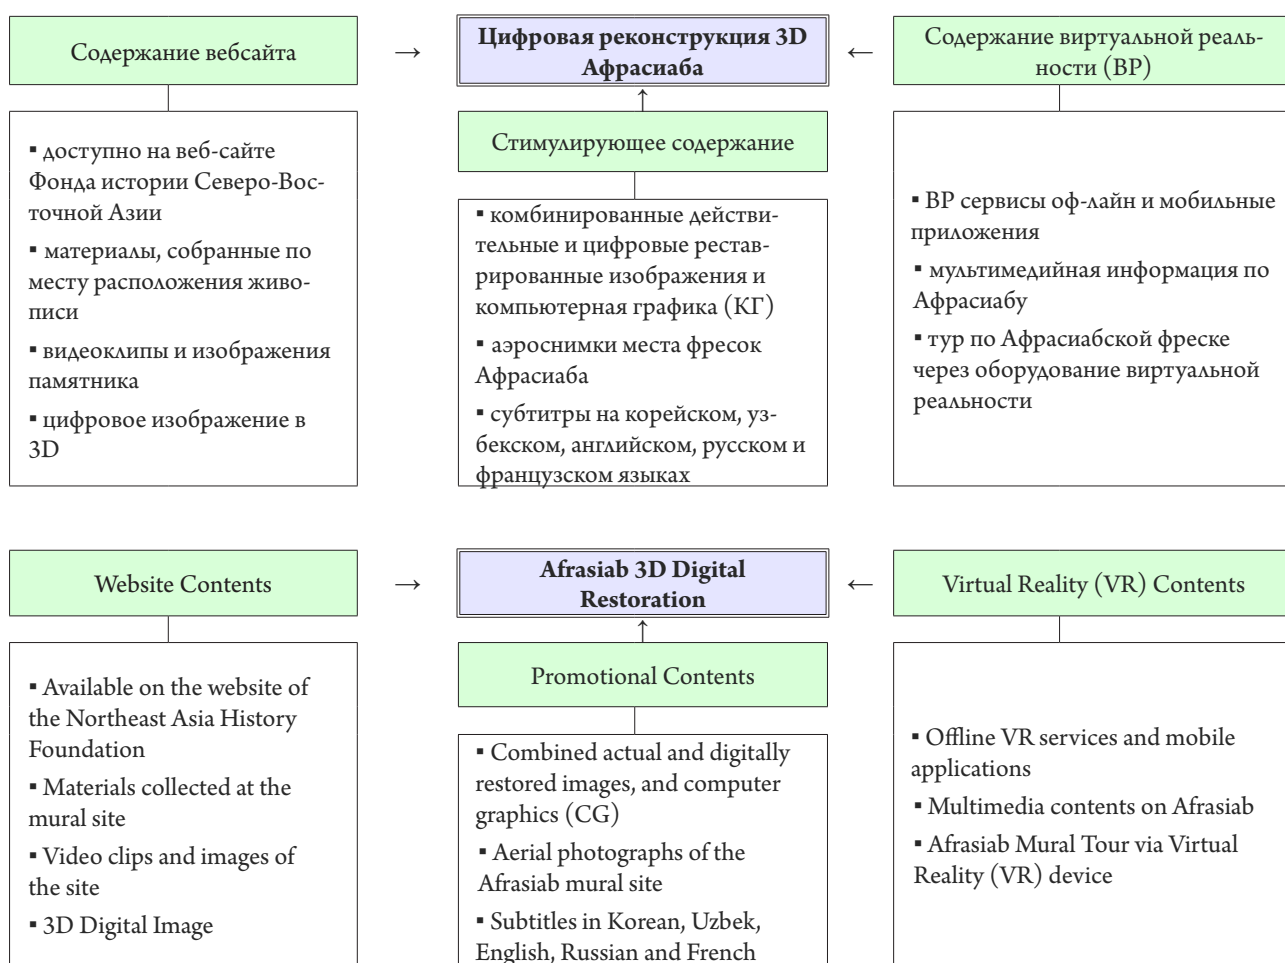 Содержание вебсайта
→
Цифровая реконструкция 3D
Афрасиаба
←
Содержание виртуальной реаль-
ности (ВР)
▪ доступно на веб-сайте
Фонда истории Северо-Вос-
точной Азии
▪ материалы, собранные по
месту расположения живо-
писи
▪ видеоклипы и изображения
памятника
▪ цифровое изображение в
3D
↑
Стимулирующее содержание
▪ комбинированные действи-
тельные и цифровые рестав-
рированные изображения и
компьютерная графика (КГ)
▪ аэроснимки места фресок
Афрасиаба
▪ субтитры на корейском, уз-
бекском, английском, русском и
французском языках
▪ ВР сервисы оф-лайн и мобильные
приложения
▪ мультимедийная информация по
Афрасиабу
▪ тур по Афрасиабской фреске
через оборудование виртуальной
реальности
Website Contents
→
Afrasiab 3D Digital
Restoration
←
Virtual Reality (VR) Contents
▪ Available on the website of
the Northeast Asia History
Foundation
▪ Materials collected at the
mural site
▪ Video clips and images of
the site
▪ 3D Digital Image
↑
Promotional Contents
▪ Combined actual and digitally
restored images, and computer
graphics (CG)
▪ Aerial photographs of the
Afrasiab mural site
▪ Subtitles in Korean, Uzbek,
English, Russian and French
▪ Offline VR services and mobile
applications
▪ Multimedia contents on Afrasiab
▪ Afrasiab Mural Tour via Virtual
Reality (VR) device